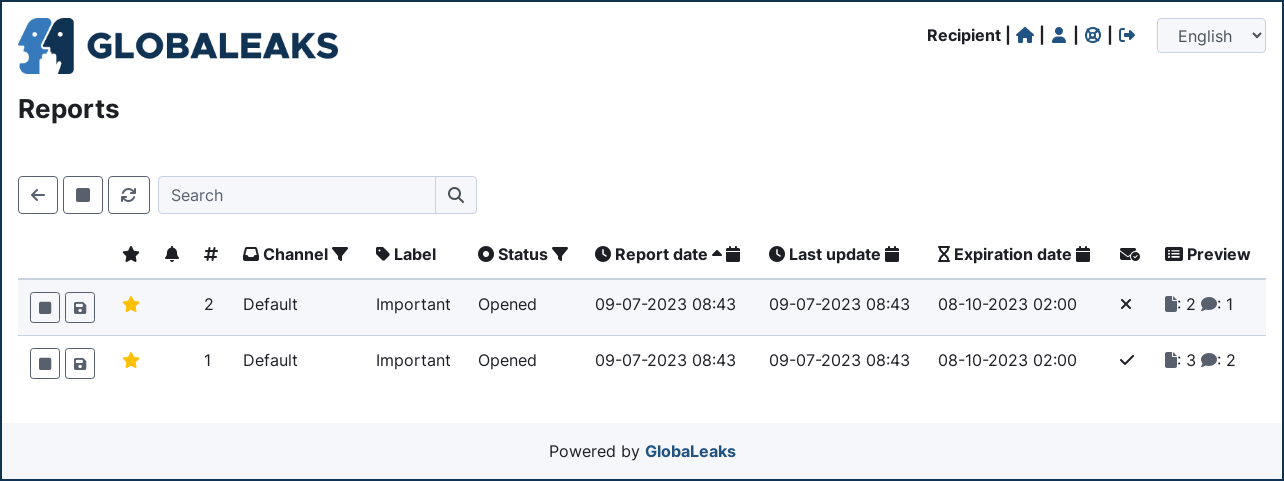 GLOBALEAKS
Recipient | | | | English
Reports
Search
# Channel Label Status Report date Last update Expiration date Preview
2 Default Important Opened 09-07-2023 08:43 09-07-2023 08:43 08-10-2023 02:00 : 2 : 1
1 Default Important Opened 09-07-2023 08:43 09-07-2023 08:43 08-10-2023 02:00 : 3 : 2
Powered by GlobaLeaks